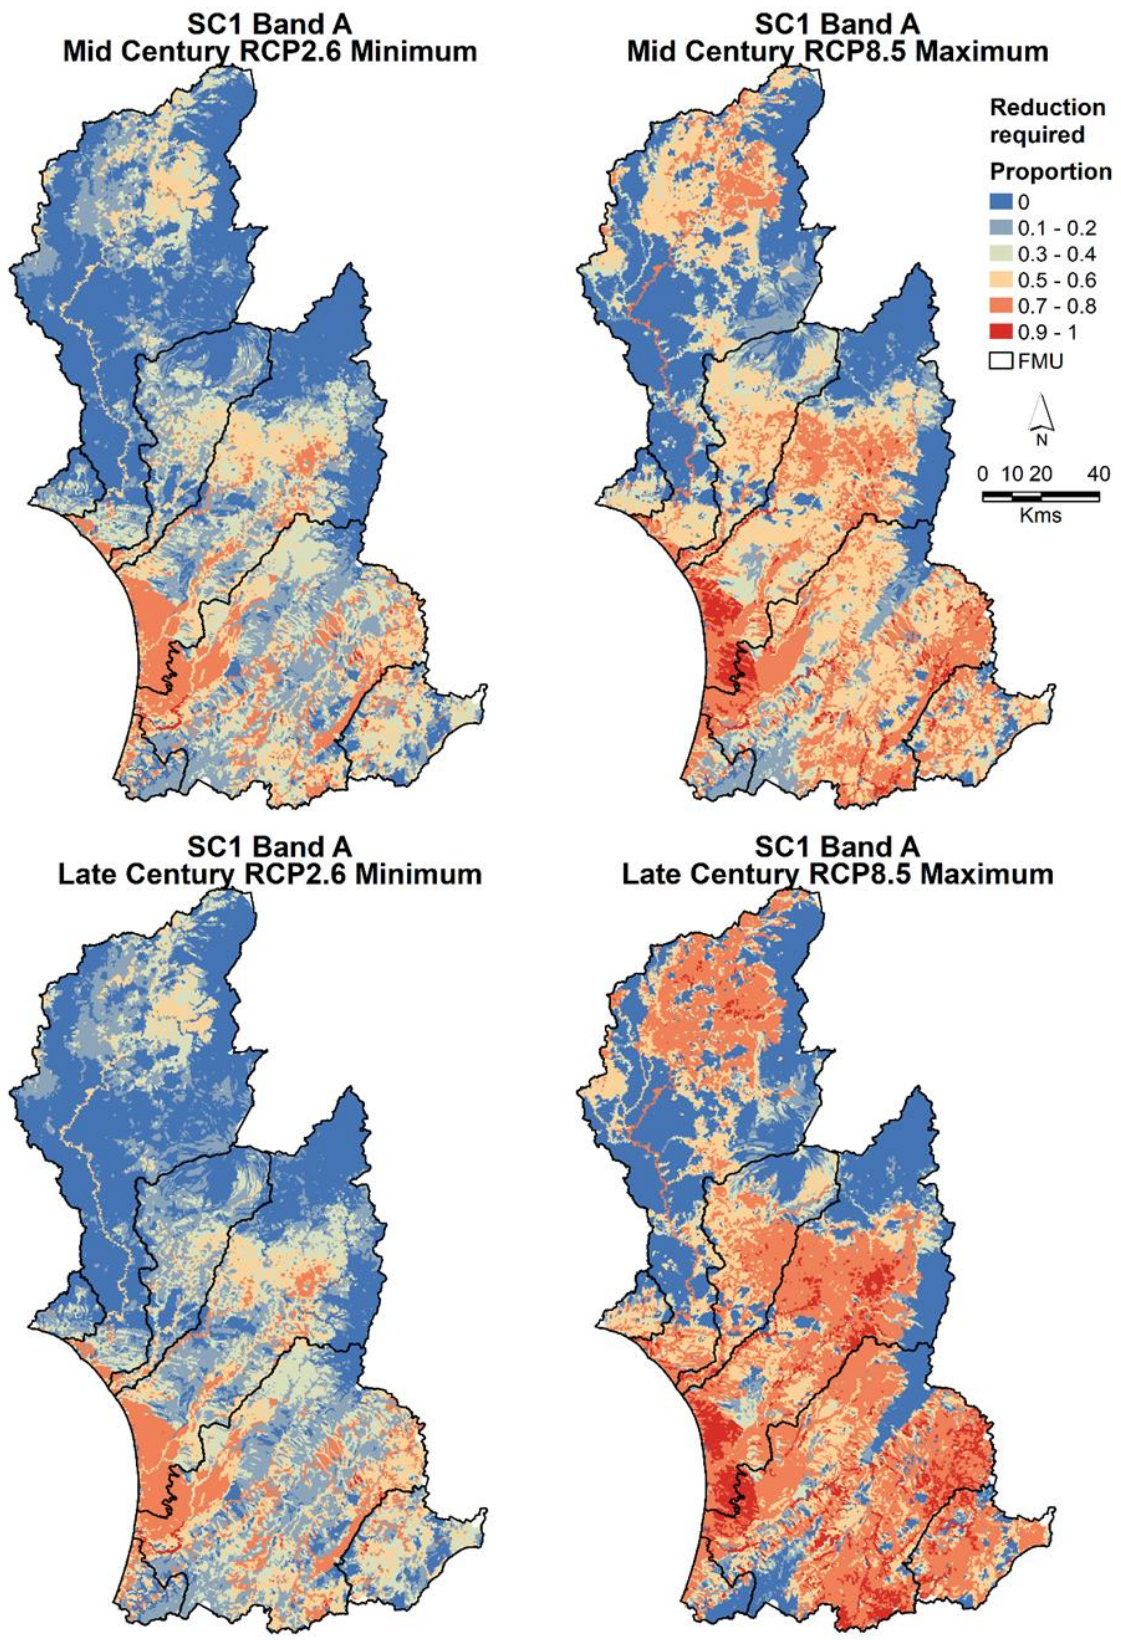 SC1 Band A
Mid Century RCP2.6 Minimum
SC1 Band A
Mid Century RCP8.5 Maximum
Reduction
required
Proportion
0
0.1 - 0.2
0.3 - 0.4
0.5 - 0.6
0.7 - 0.8
0.9 - 1
FMU
N
0 10 20 40
Kms
SC1 Band A
Late Century RCP2.6 Minimum
SC1 Band A
Late Century RCP8.5 Maximum